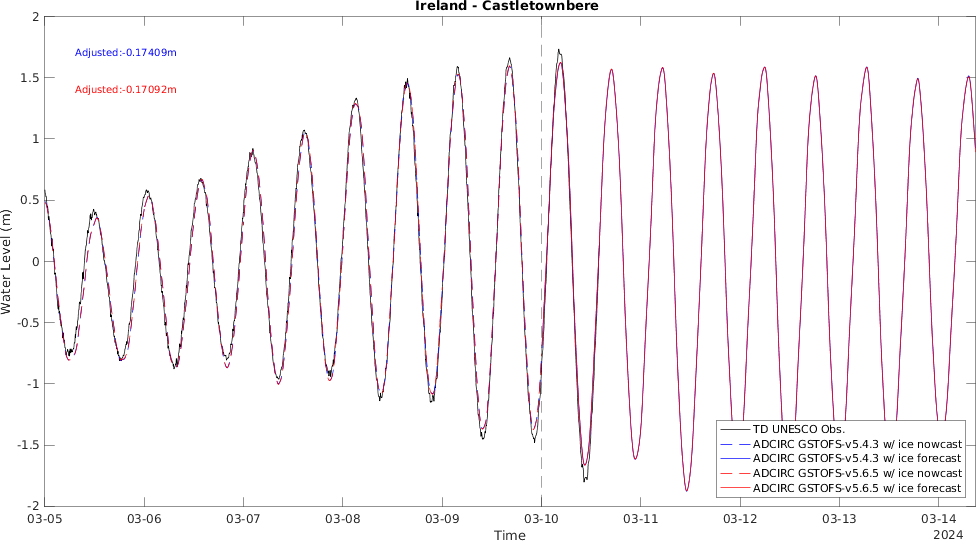 Ireland - Castletownbere
2
1.5
1
0.5
0
-0.5
-1
-1.5
-2
Water Level (m)
Adjusted:-0.17409m
Adjusted:-0.17092m
TD UNESCO Obs.
ADCIRC GSTOFS-v5.4.3 w/ ice nowcast
ADCIRC GSTOFS-v5.4.3 w/ ice forecast
ADCIRC GSTOFS-v5.6.5 w/ ice nowcast
ADCIRC GSTOFS-v5.6.5 w/ ice forecast
03-05 03-06 03-07 03-08 03-09 03-10 03-11 03-12 03-13 03-14
Time
2024